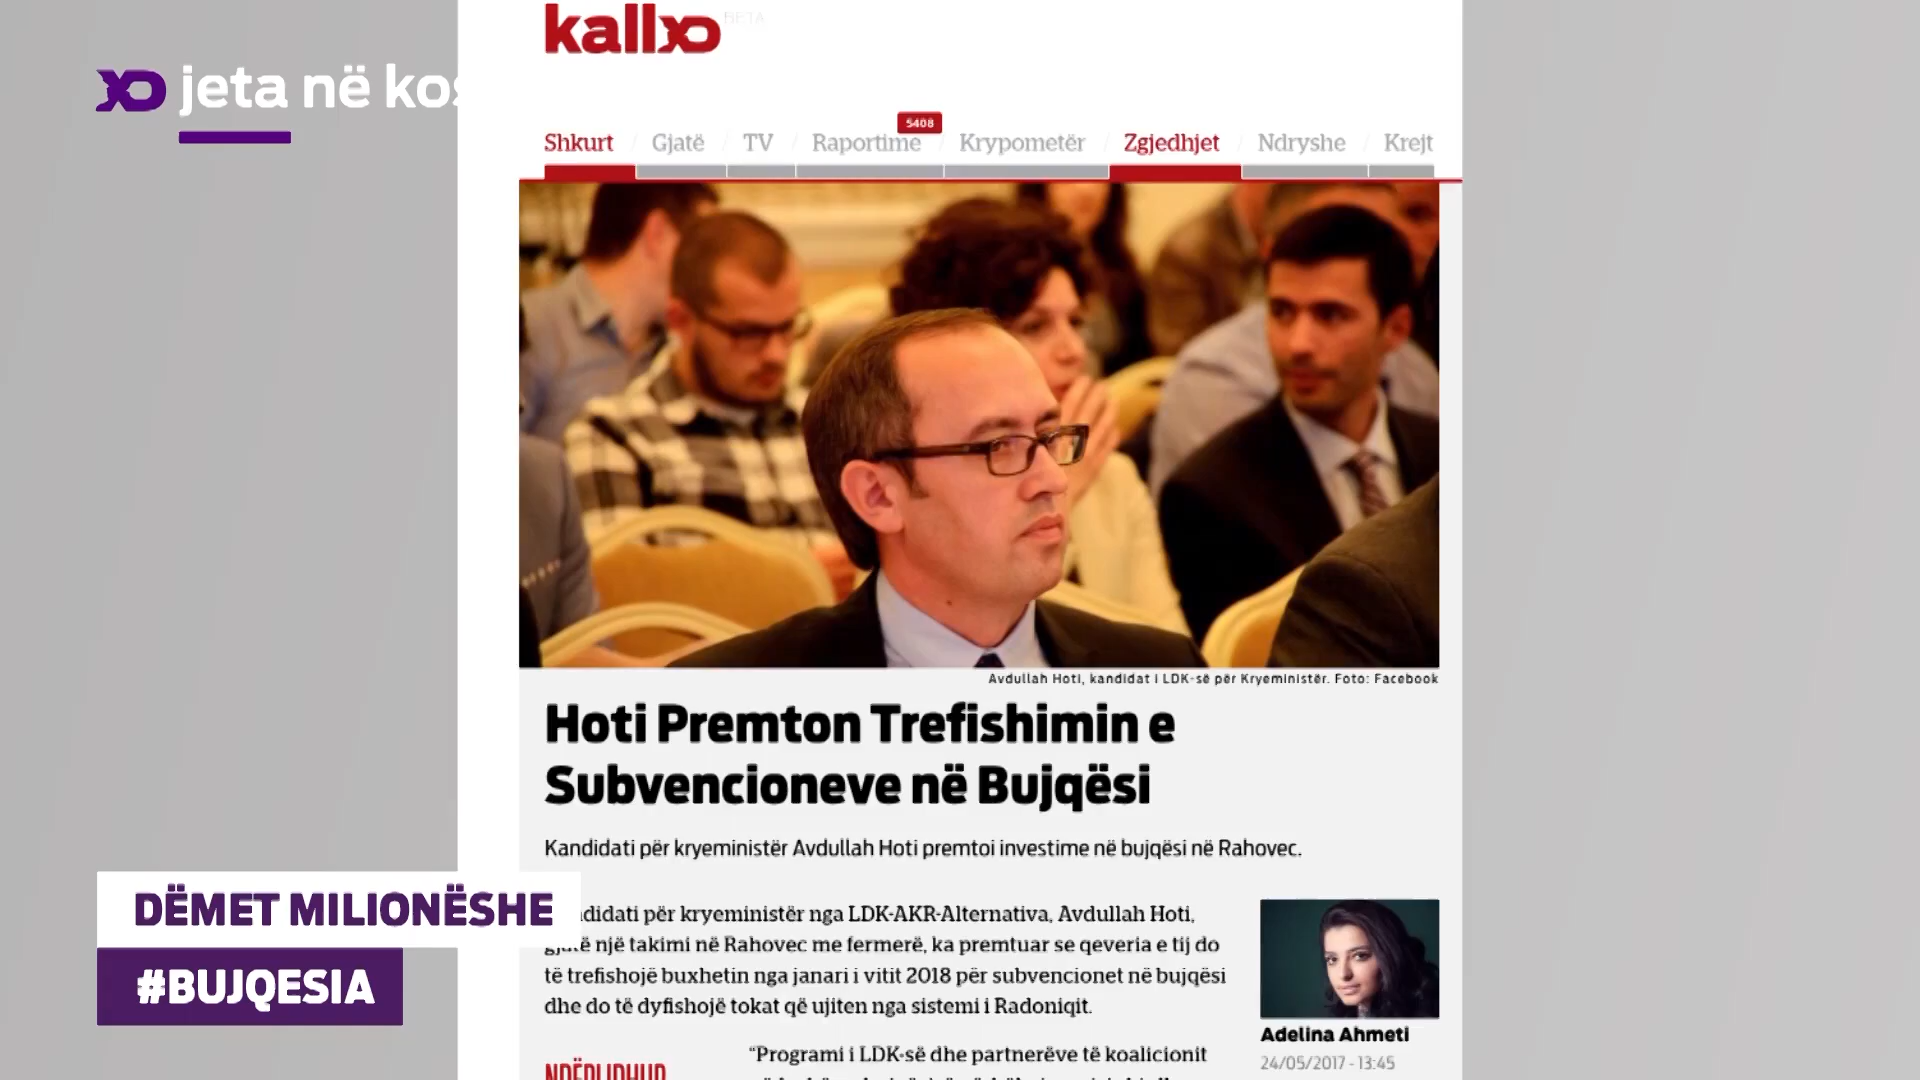 kallxo BETA
jeta në kos
5408
Shkurt / Gjatë / TV / Raportime / Krypometër / Zgjedhjet / Ndryshe / Krejt
Avdullah Hoti, kandidat i LDK-së për Kryeministër. Foto: Facebook
Hoti Premton Trefishimin e
Subvencioneve në Bujqësi
Kandidati për kryeministër Avdullah Hoti premtoi investime në bujqësi në Rahovec.
didati për kryeministër nga LDK-AKR-Alternativa, Avdullah Hoti,
gjatë një takimi në Rahovec me fermerë, ka premtuar se qeveria e tij do
të trefishojë buxhetin nga janari i vitit 2018 për subvencionet në bujqësi
dhe do të dyfishojë tokat që ujiten nga sistemi i Radoniqit.
Adelina Ahmeti
24/05/2017 - 13:45
NDËRLIDHUR
"Programi i LDK-së dhe partnerëve të koalicionit
DËMET MILIONËSHE
#BUJQESIA